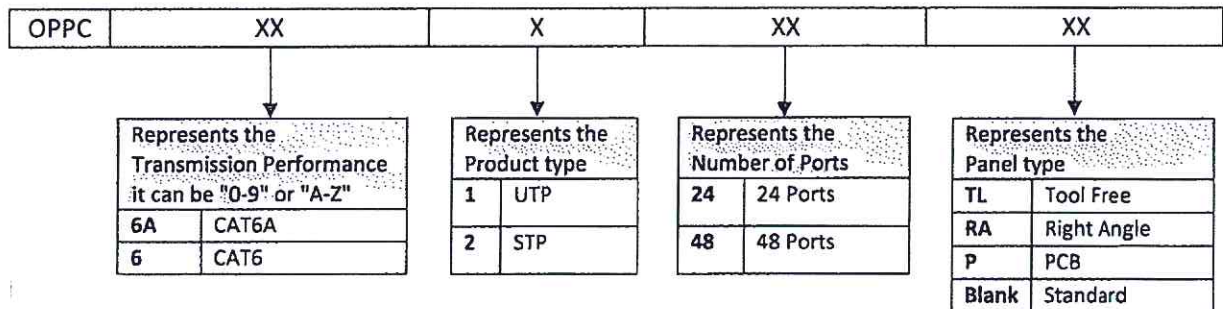 OPPC XX X XX XX
Represents the
Transmission Performance
it can be "0-9" or "A-Z"
6A CAT6A
6 CAT6
Represents the
Product type
1 UTP
2 STP
Represents the
Number of Ports
24 24 Ports
48 48 Ports
Represents the
Panel type
TL Tool Free
RA Right Angle
P PCB
Blank Standard